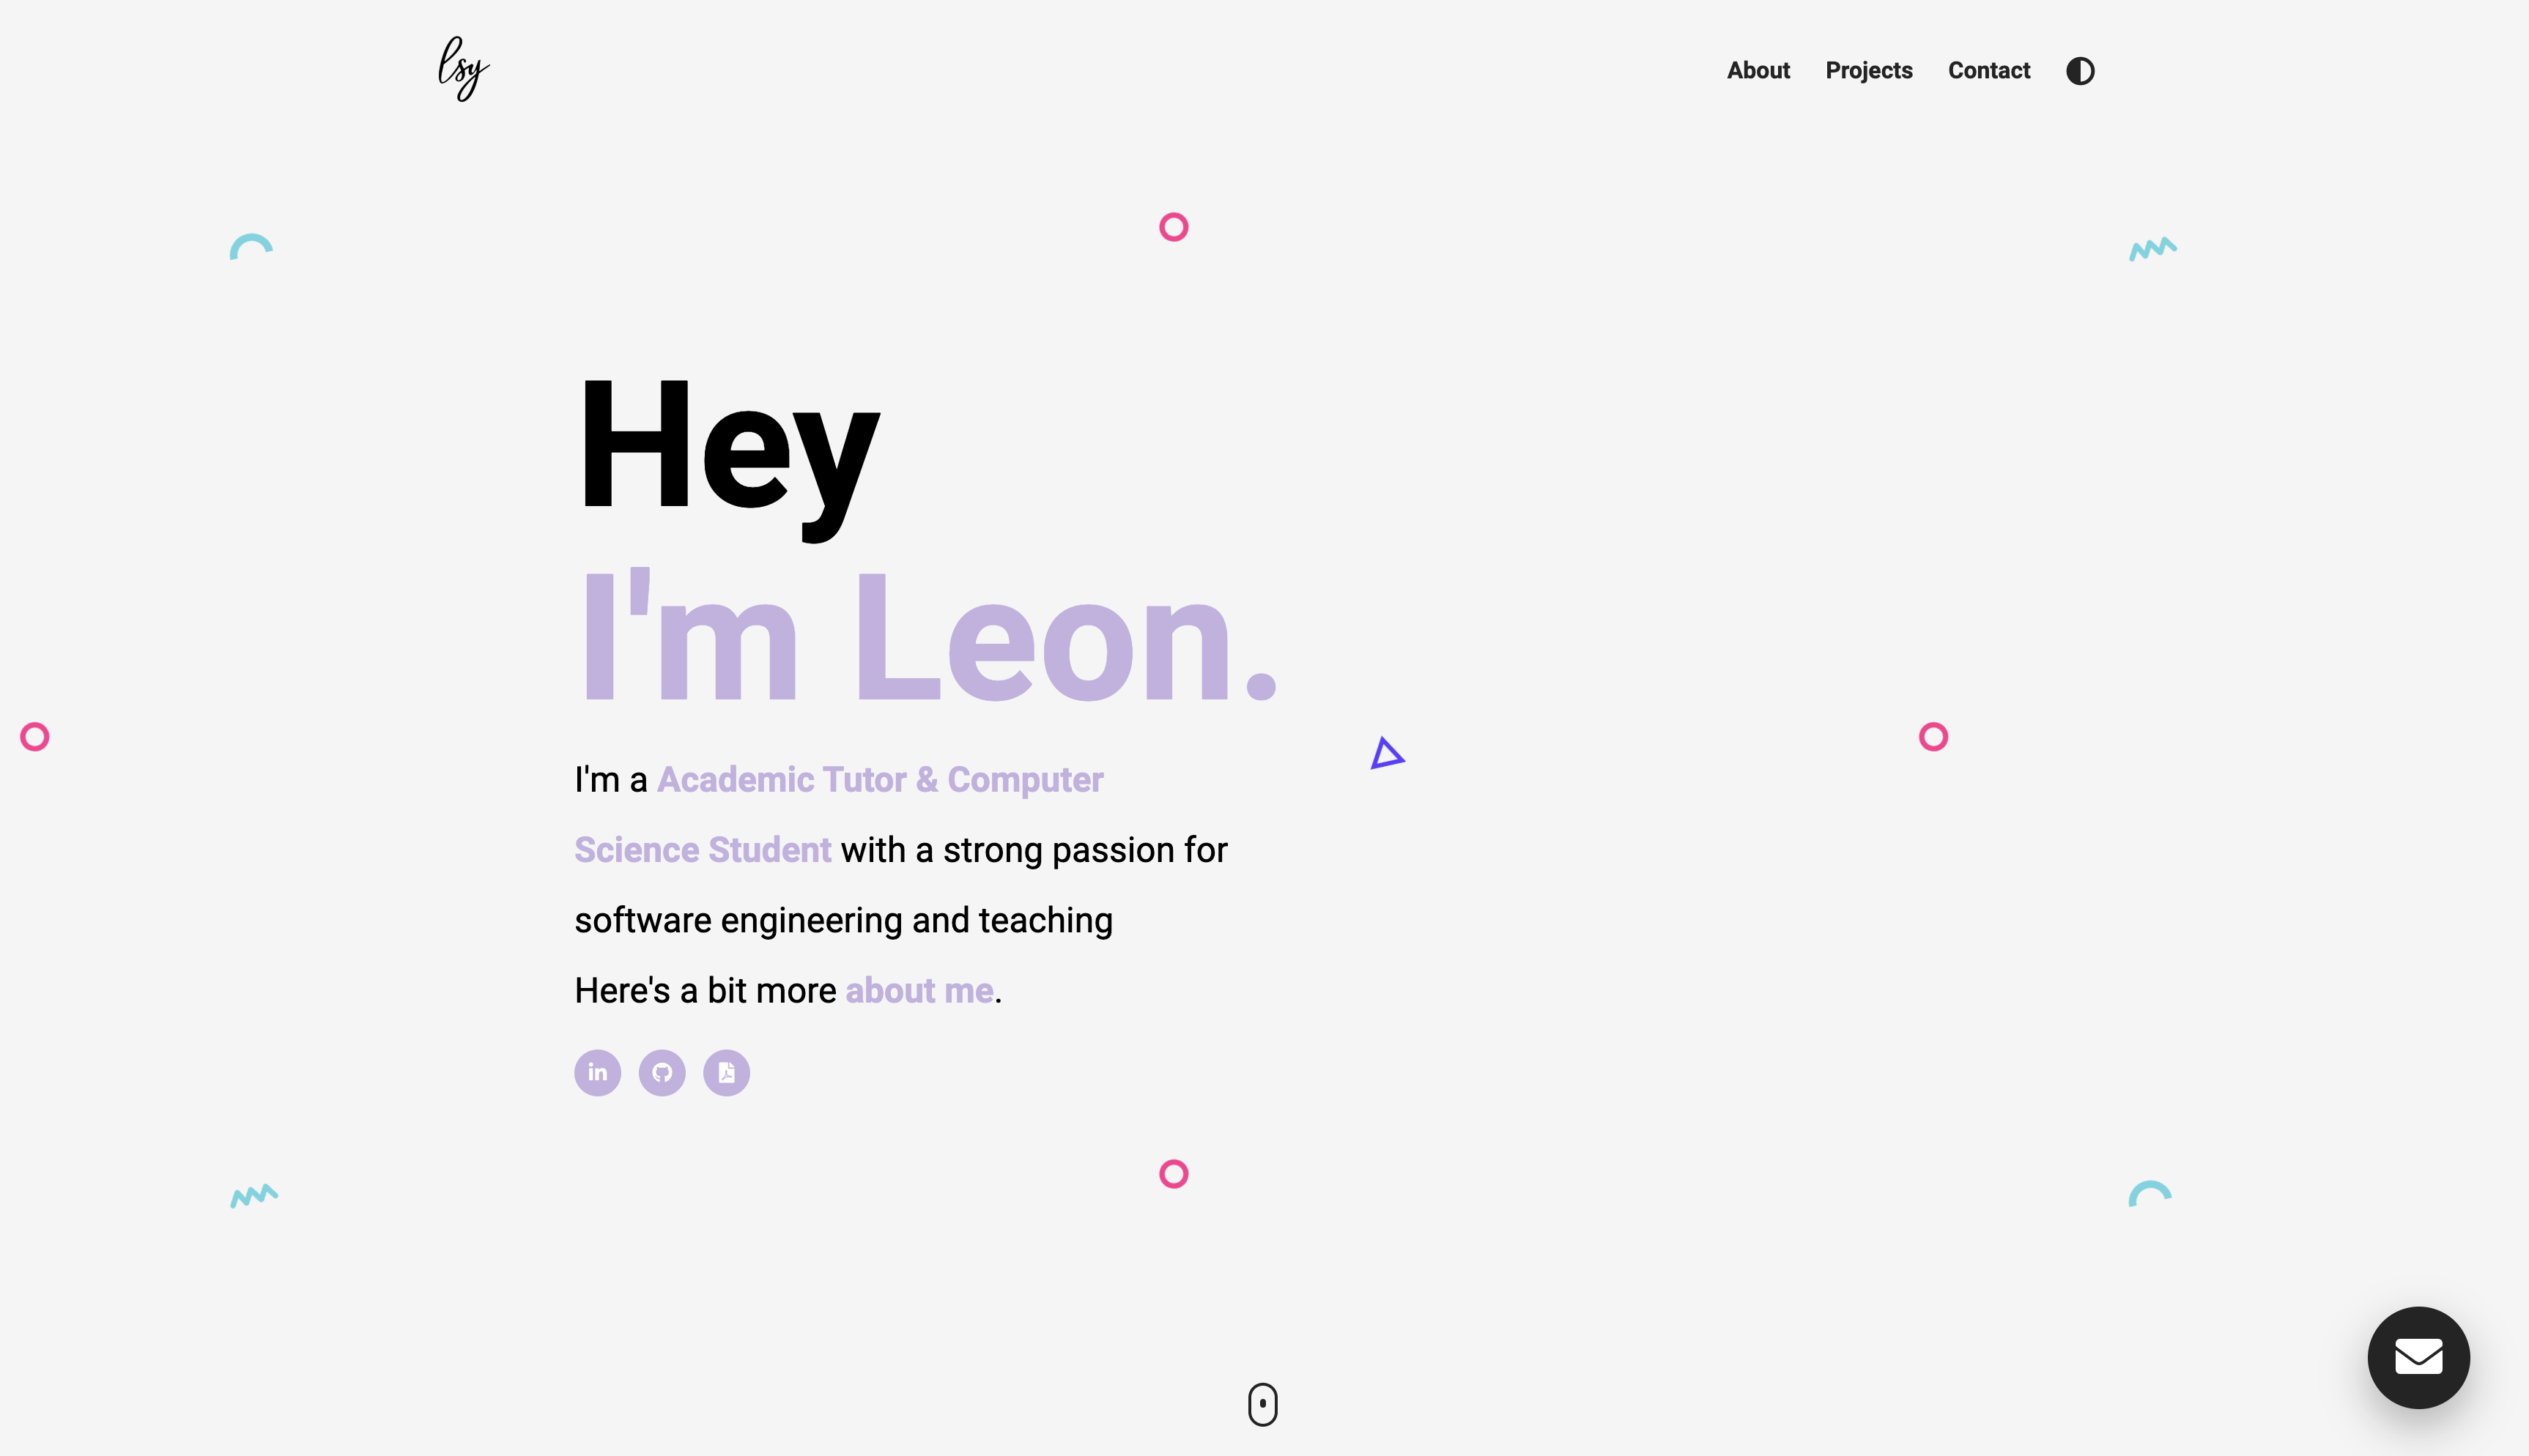 lsy
About Projects Contact
Hey
I'm Leon.
I'm a Academic Tutor & Computer
Science Student with a strong passion for
software engineering and teaching
Here's a bit more about me.
in